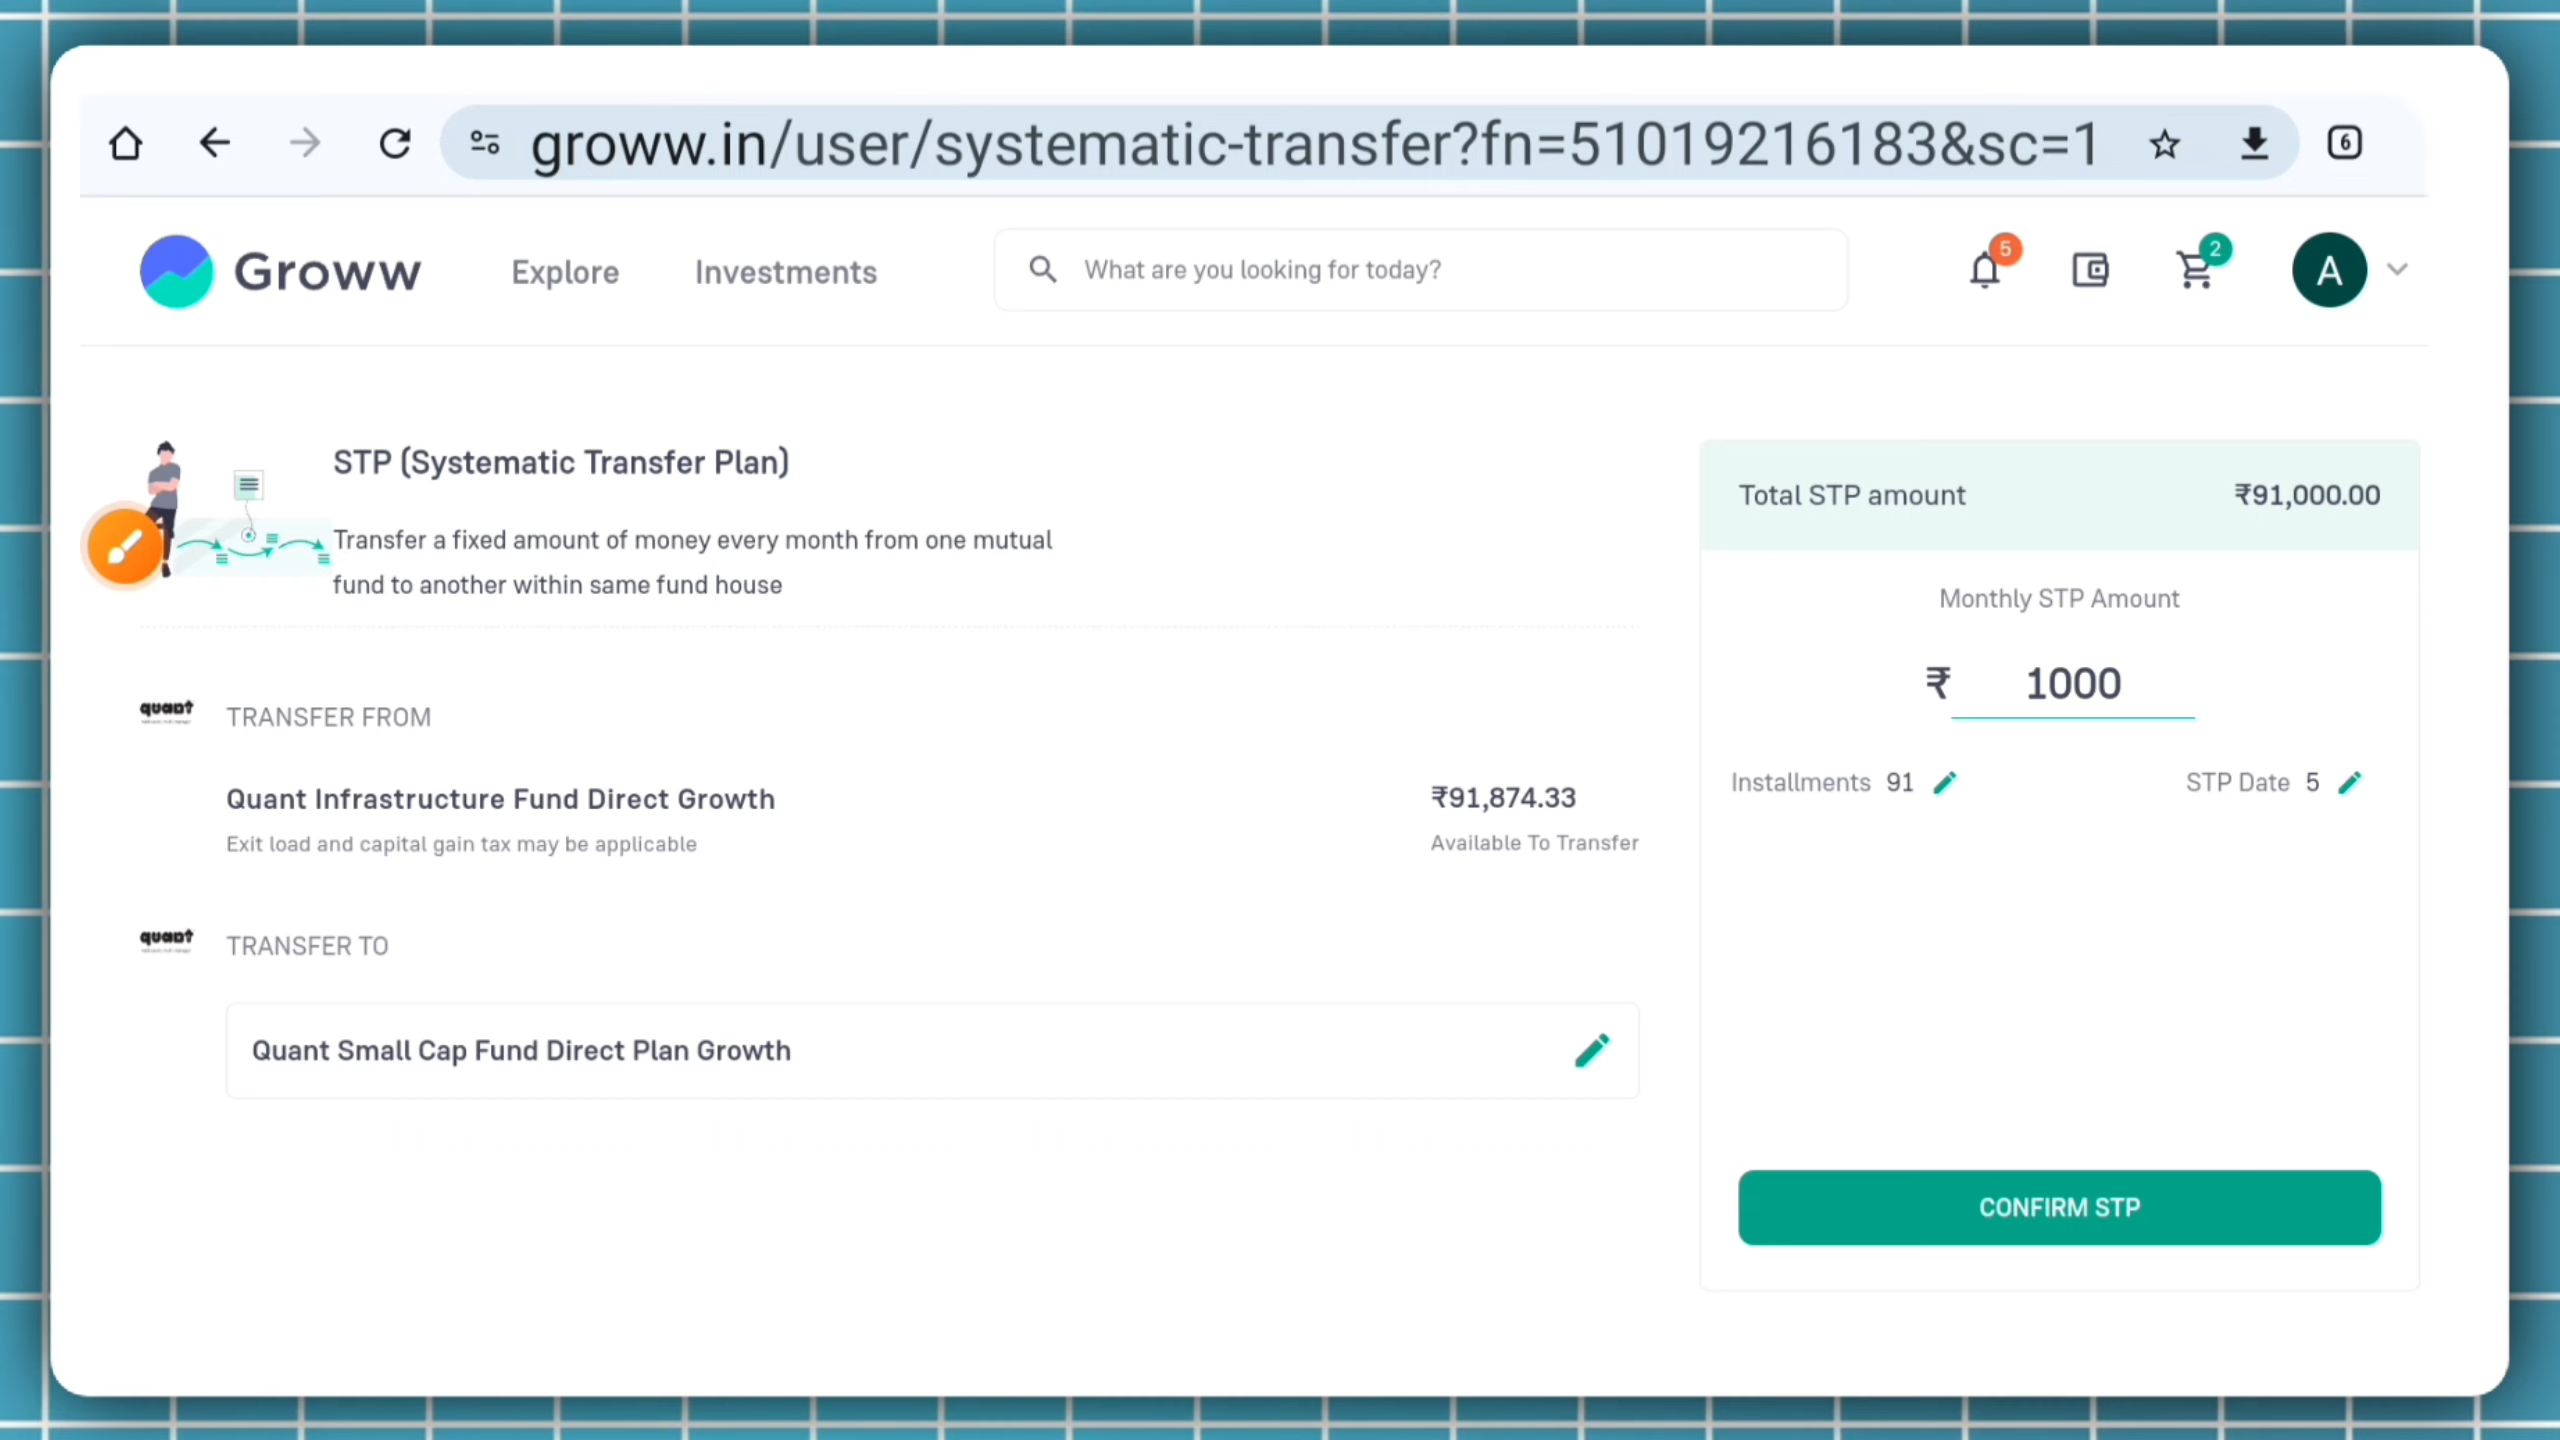 groww.in/user/systematic-transfer?fn=51019216183&sc=1
6
Groww
Explore
Investments
What are you looking for today?
5
2
A
STP (Systematic Transfer Plan)
Transfer a fixed amount of money every month from one mutual
fund to another within same fund house
quant
TRANSFER FROM
Quant Infrastructure Fund Direct Growth
₹91,874.33
Exit load and capital gain tax may be applicable
Available To Transfer
quant
TRANSFER TO
Quant Small Cap Fund Direct Plan Growth
Total STP amount
₹91,000.00
Monthly STP Amount
₹ 1000
Installments 91
STP Date 5
CONFIRM STP